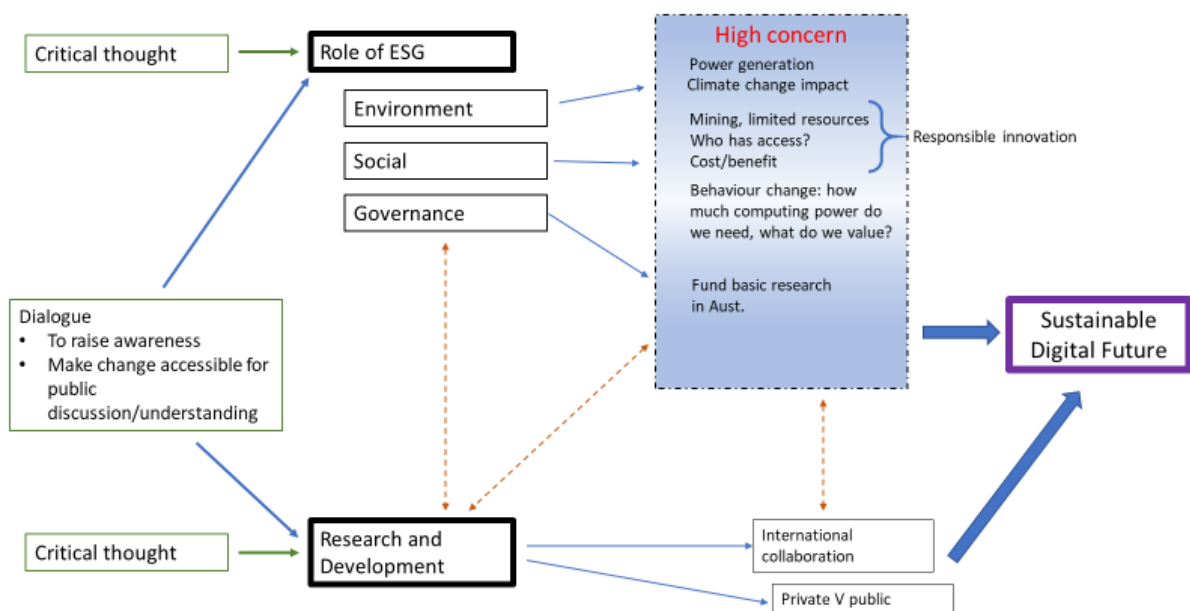 Critical thought
Role of ESG
Environment
Social
Governance
High concern
Power generation
Climate change impact
Mining, limited resources
Who has access?
Cost/benefit
Responsible innovation
Behaviour change: how
much computing power do
we need, what do we value?
Fund basic research
in Aust.
Dialogue
• To raise awareness
• Make change accessible for
public
discussion/understanding
Sustainable
Digital Future
Critical thought
Research and
Development
International
collaboration
Private V public